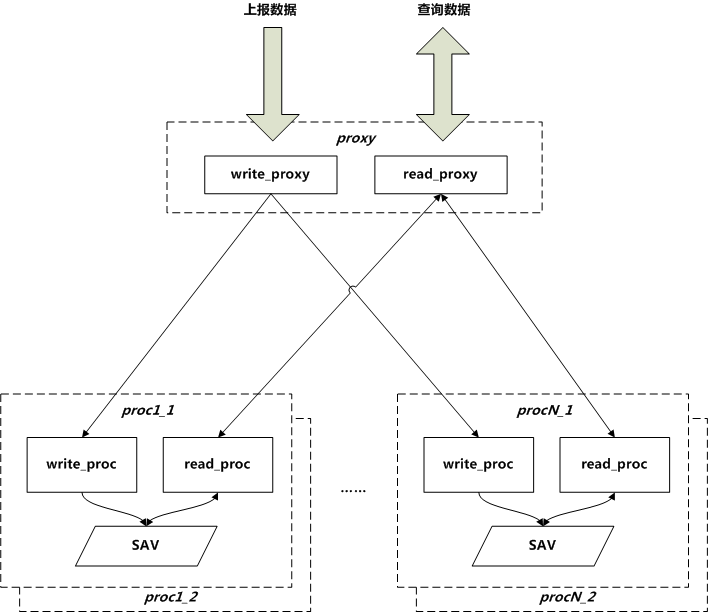 上报数据
查询数据
proxy
write_proxy
read_proxy
proc1_1
procN_1
write_proc
read_proc
write_proc
read_proc
......
SAV
SAV
proc1_2
procN_2